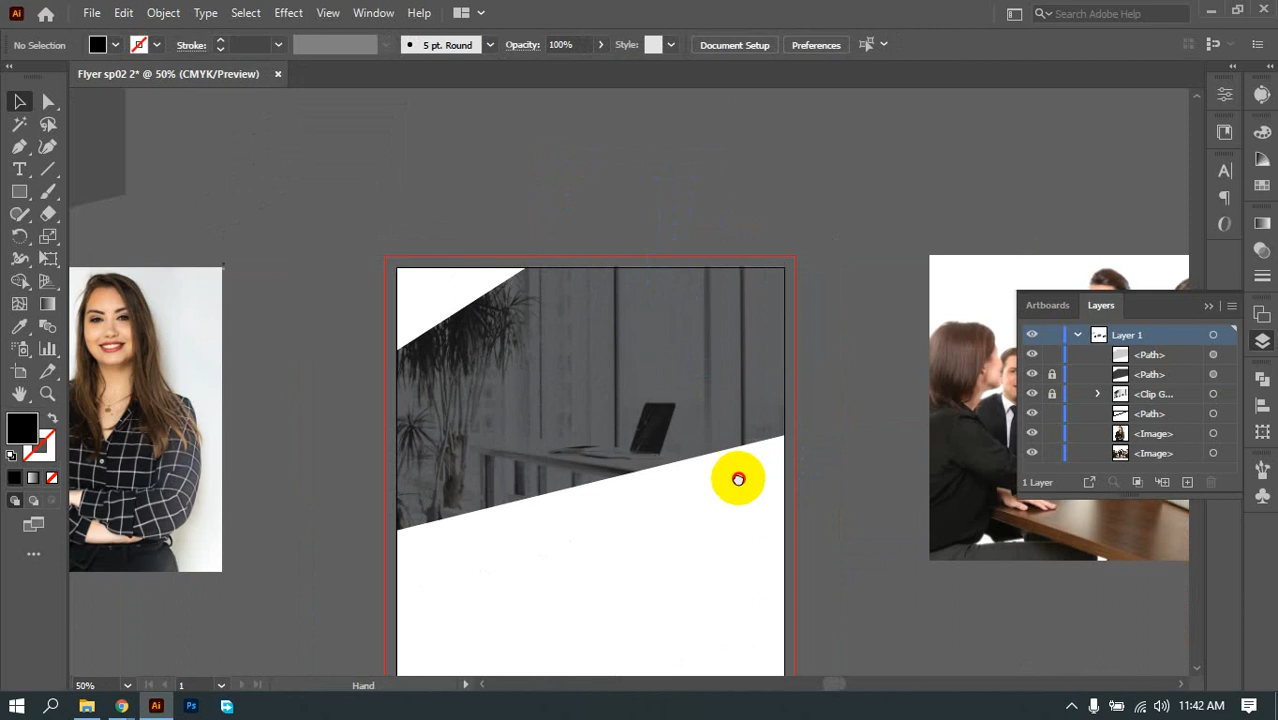 Ai File Edit Object Type Select Effect View Window Help Search Adobe Help
No Selection Stroke: 5 pt. Round Opacity: 100% Style: Document Setup Preferences
Flyer sp02 2* @ 50% (CMYK/Preview)
Artboards Layers
Layer 1
<Path>
<Path>
<Clip G...
<Path>
<Image>
<Image>
1 Layer
50% 1 Hand
Ai Ps 11:42 AM